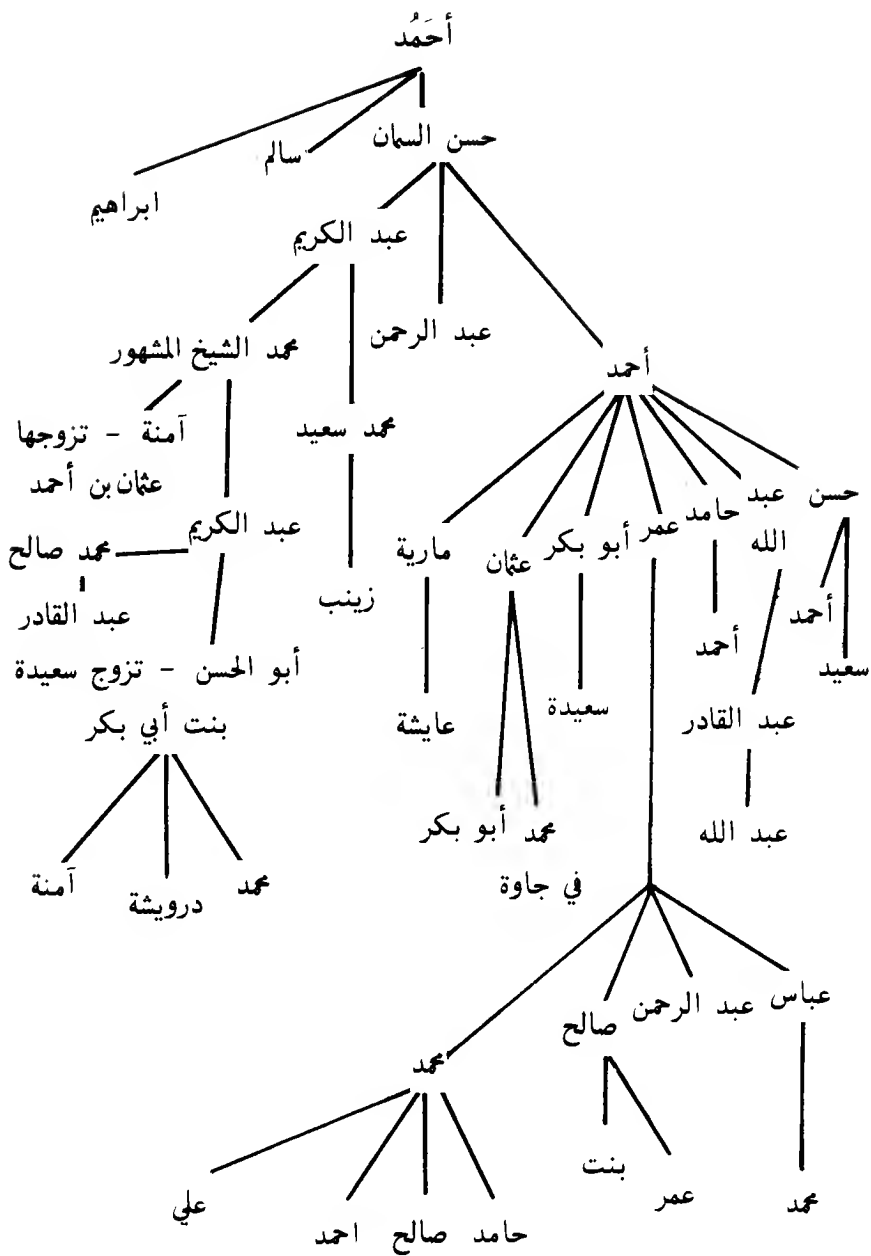 أحَمُد
حسن السمان
سالم
ابراهيم
عبد الكريم
عبد الرحمن
أحمد
محمد الشيخ المشهور
محمد سعيد
آمنة - تزوجها
عثمان بن أحمد
عبد الكريم
محمد صالح
عبد القادر
زينب
أبو الحسن - تزوج سعيدة
بنت أبي بكر
محمد
درويشة
آمنة
حسن
عبد
الله
حامد
عمر
أبو بكر
عثمان
مارية
سعيد
أحمد
أحمد
عبد القادر
عبد الله
سعيدة
عايشة
محمد
أبو بكر
في جاوة
عباس
عبد الرحمن
صالح
محمد
محمد
عمر
بنت
حامد
صالح
احمد
علي